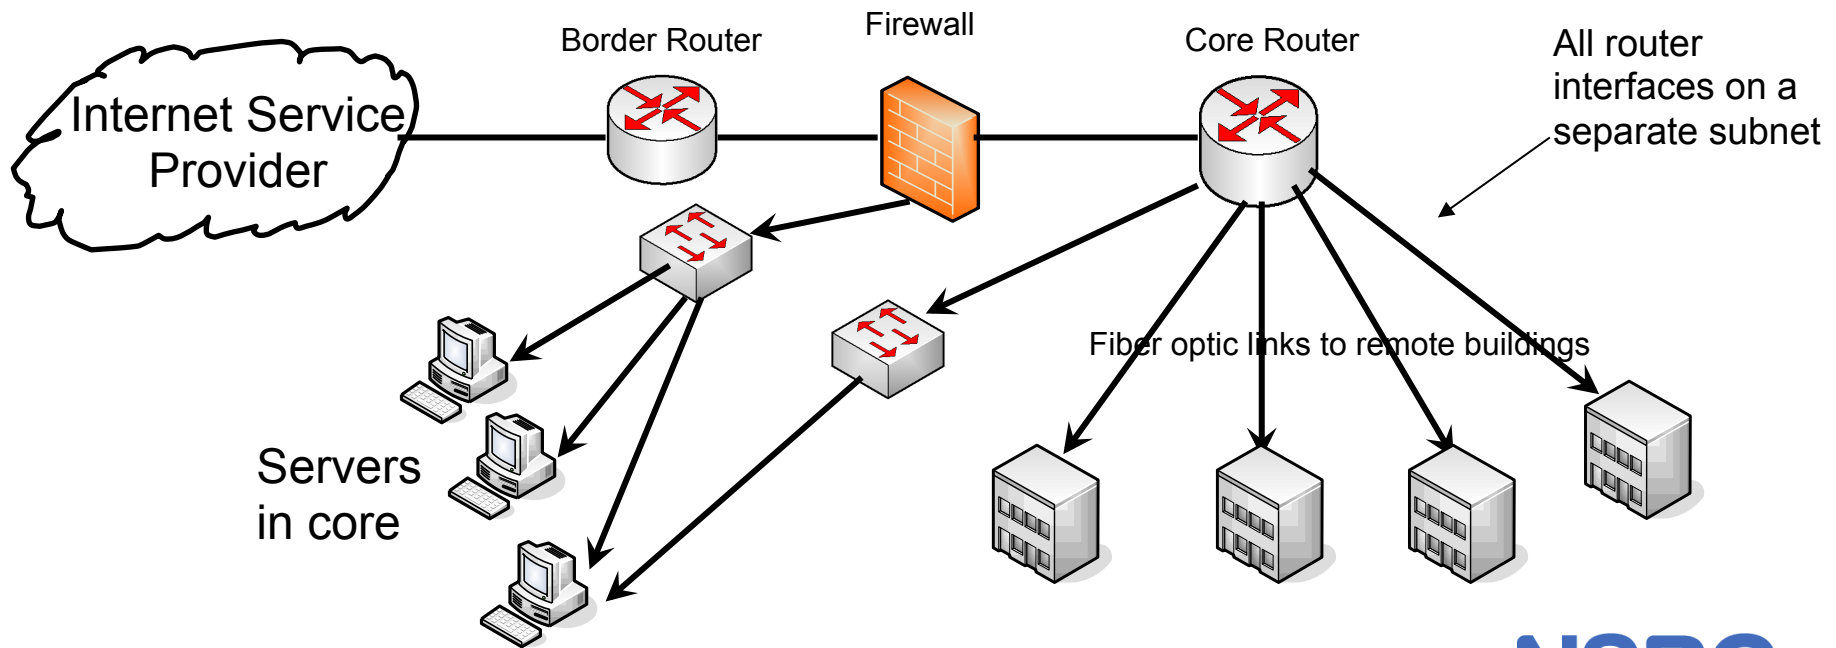 Firewall
Border Router
Core Router
All router
interfaces on a
separate subnet
Internet Service
Provider
Fiber optic links to remote buildings
Servers
in core